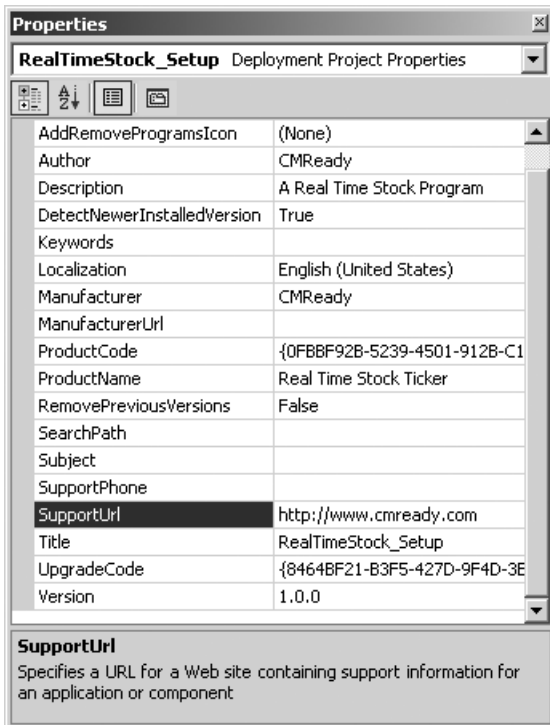 Properties
RealTimeStock_Setup Deployment Project Properties
AddRemoveProgramsIcon (None)
Author CMReady
Description A Real Time Stock Program
DetectNewerInstalledVersion True
Keywords
Localization English (United States)
Manufacturer CMReady
ManufacturerUrl
ProductCode {0FBBF92B-5239-4501-912B-C1
ProductName Real Time Stock Ticker
RemovePreviousVersions False
SearchPath
Subject
SupportPhone
SupportUrl http://www.cmready.com
Title RealTimeStock_Setup
UpgradeCode {8464BF21-B3F5-427D-9F4D-3E
Version 1.0.0
SupportUrl
Specifies a URL for a Web site containing support information for
an application or component